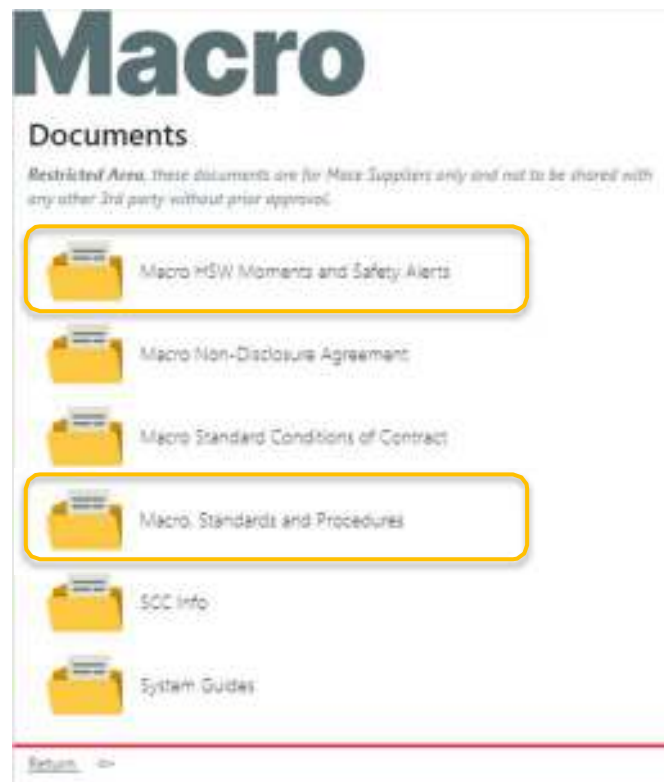 Macro
Documents
Restricted Area, these documents are for Mace Suppliers only and not to be shared with
any other 3rd party without prior approval.
Macro HSW Moments and Safety Alerts
Macro Non-Disclosure Agreement
Macro Standard Conditions of Contract
Macro, Standards and Procedures
SCC Info
System Guides
Return